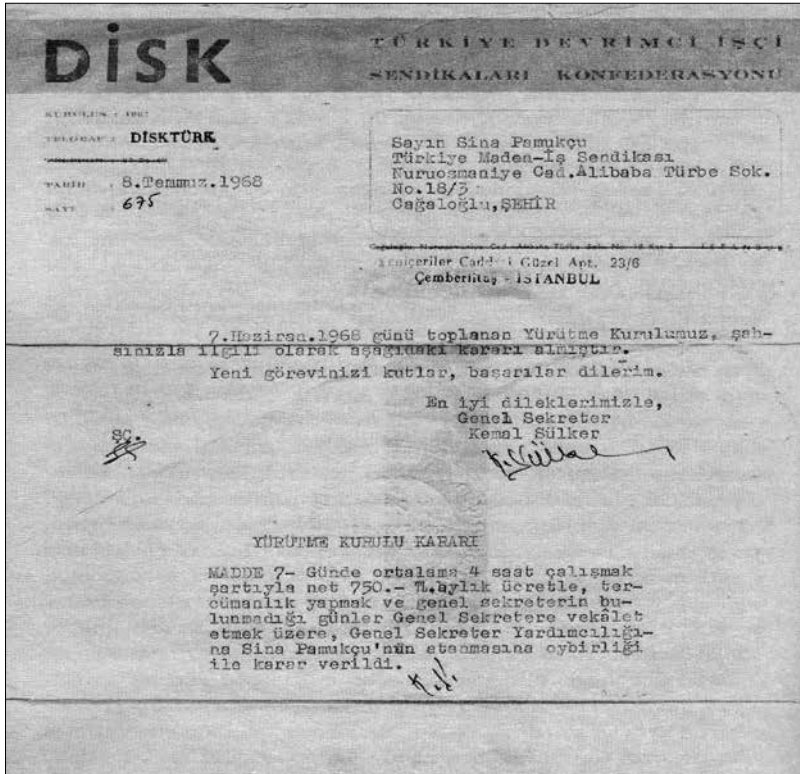 DİSK
TÜRKİYE DEVRİMCİ İŞÇİ
SENDİKALARI KONFEDERASYONU
KURULUŞ : 1967
TELGRAF : DİSKTÜRK
TARİH : 8.Temmuz.1968
SAYI : 675
Sayın Sina Pamukçu
Türkiye Maden-İş Sendikası
Nuruosmaniye Cad.Alibaba Türbe Sok.
No.18/3
Cağaloğlu,ŞEHİR
Yeniçeriler Caddesi Güzel Apt. 23/6
Çemberlitaş - İSTANBUL
7.Haziran.1968 günü toplanan Yürütme Kurulumuz, şah-
sınızla ilgili olarak aşağıdaki kararı almıştır.
Yeni görevinizi kutlar, başarılar dilerim.
En iyi dileklerimizle,
Genel Sekreter
Kemal Sülker
ŞÇ.
K. Sülker
YÜRÜTME KURULU KARARI
MADDE 7- Günde ortalama 4 saat çalışmak
şartıyla net 750.- TL.aylık ücretle, ter-
cümanlık yapmak ve genel sekreterin bu-
lunmadığı günler Genel Sekretere vekâlet
etmek üzere, Genel Sekreter Yardımcılığı-
na Sina Pamukçu'nün atanmasına oybirliği
ile karar verildi.
K.S.